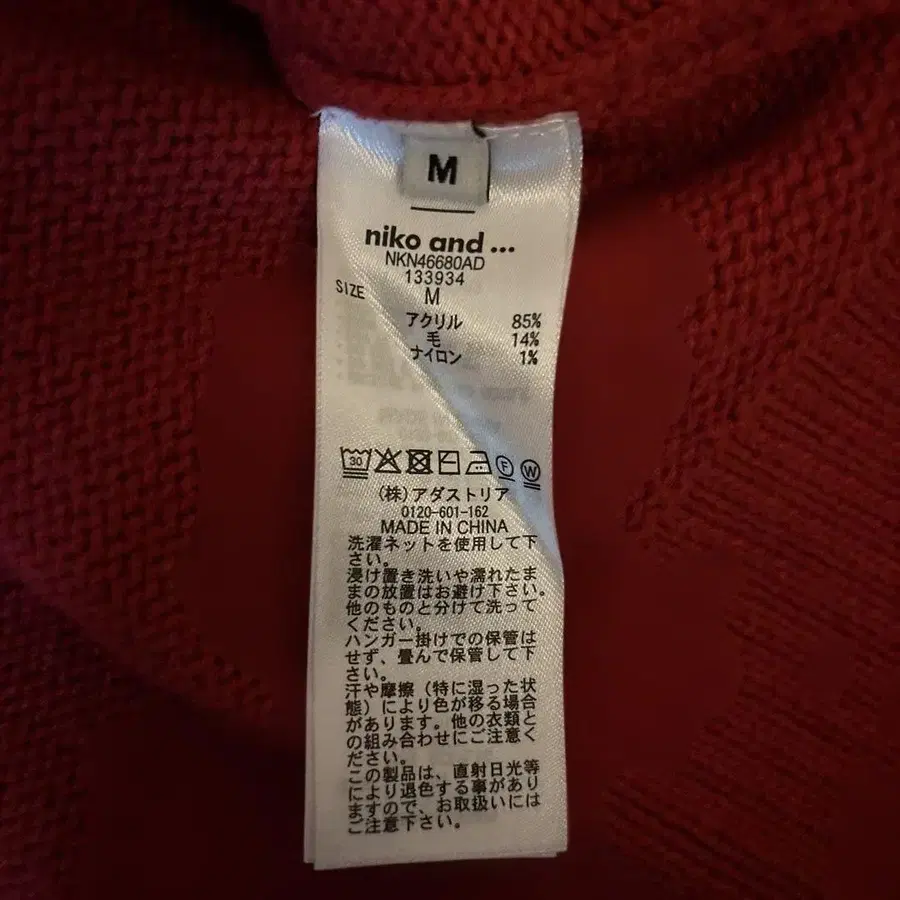 M
niko and ...
NKN46680AD
133934
SIZE M
アクリル 85%
毛 14%
ナイロン 1%
30
F W
(株)アダストリア
0120-601-162
MADE IN CHINA
洗濯ネットを使用して下
さい。
浸け置き洗いや濡れたま
まの放置はお避け下さい。
他のものと分けて洗って
ください。
ハンガー掛けでの保管は
せず、畳んで保管して下
さい。
汗や摩擦(特に湿った状
態)により色が移る場合
があります。他の衣類と
の組み合わせにご注意く
ださい。
この製品は、直射日光等
により退色する事があり
ますので、お取扱いには
ご注意下さい。